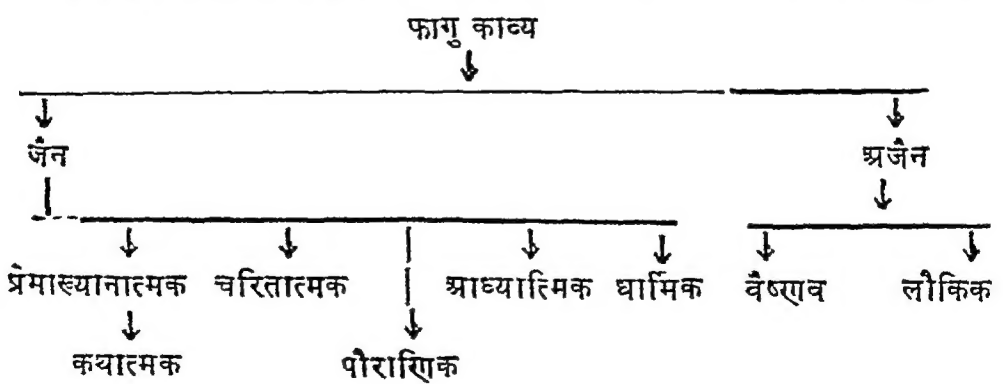 फागु काव्य
जैन अजैन
प्रेमाख्यानात्मक चरितात्मक आध्यात्मिक धार्मिक वैष्णव लौकिक
कथात्मक पौराणिक